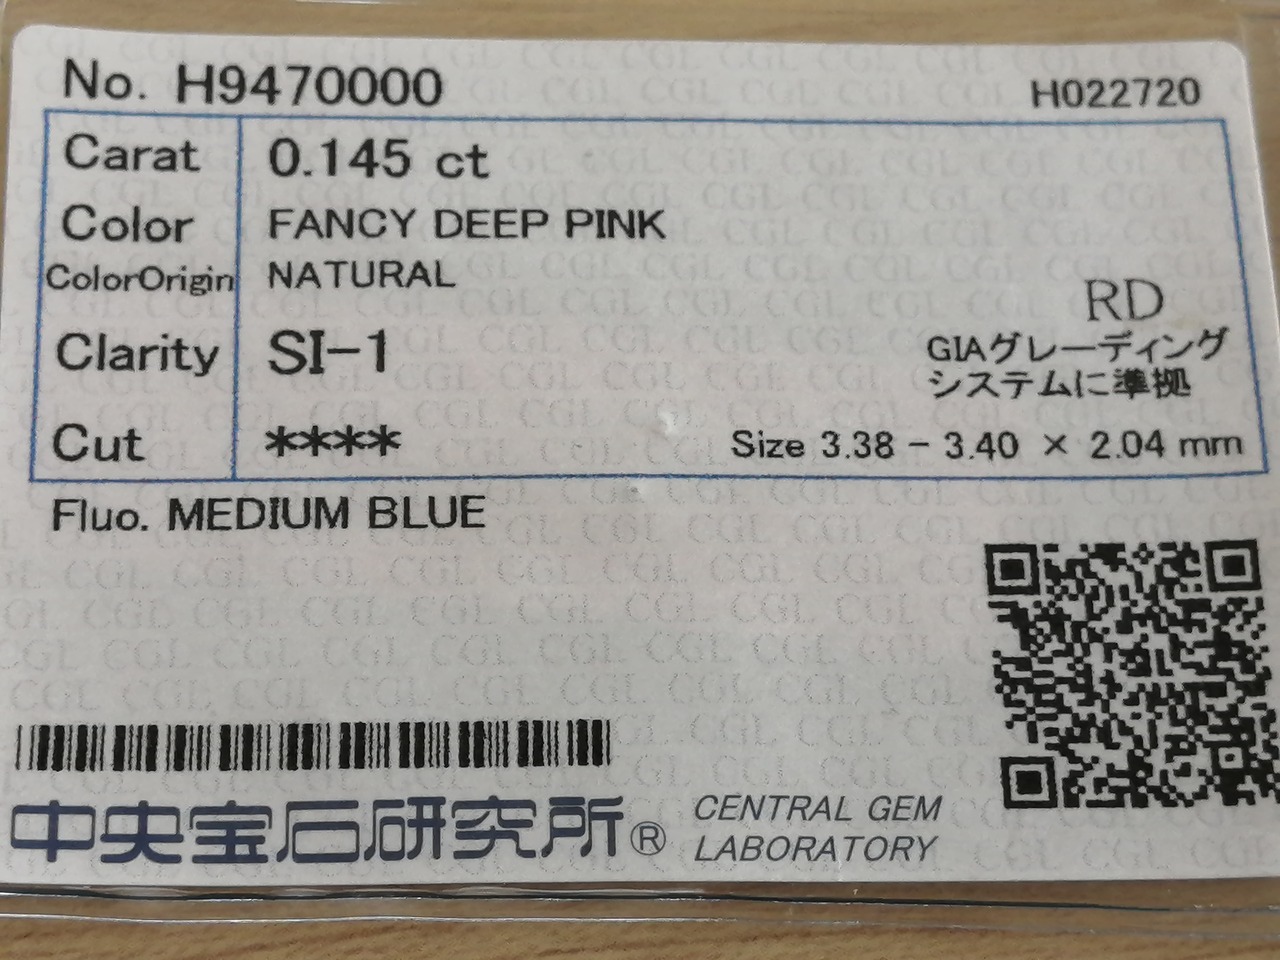 No. H9470000
H022720
Carat 0.145 ct
Color FANCY DEEP PINK
ColorOrigin NATURAL
RD
Clarity SI-1
GIAグレーディング
システムに準拠
Cut ****
Size 3.38 - 3.40 × 2.04 mm
Fluo. MEDIUM BLUE
中央宝石研究所®
CENTRAL GEM
LABORATORY